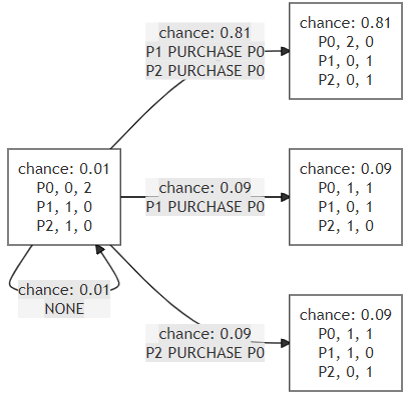 chance: 0.81
P1 PURCHASE P0
P2 PURCHASE P0
chance: 0.81
P0, 2, 0
P1, 0, 1
P2, 0, 1
chance: 0.01
P0, 0, 2
P1, 1, 0
P2, 1, 0
chance: 0.09
P1 PURCHASE P0
chance: 0.09
P0, 1, 1
P1, 0, 1
P2, 1, 0
chance: 0.01
NONE
chance: 0.09
P2 PURCHASE P0
chance: 0.09
P0, 1, 1
P1, 1, 0
P2, 0, 1